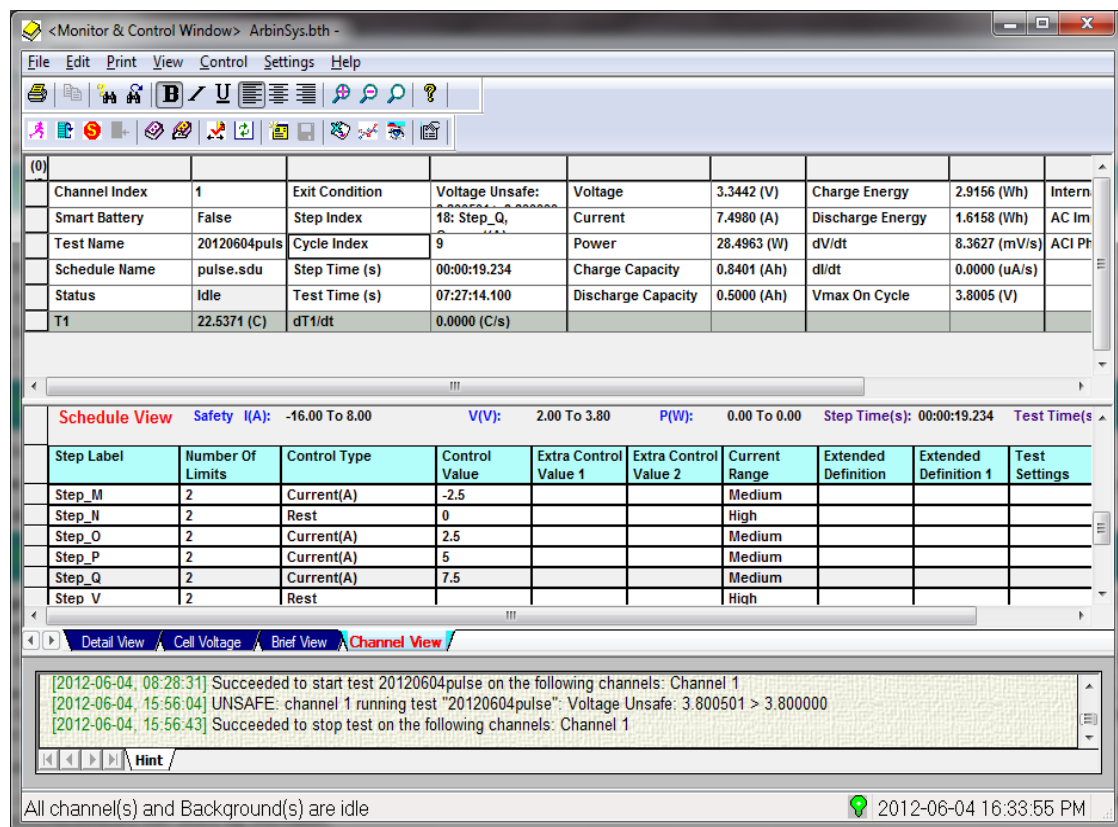 <Monitor & Control Window> ArbinSys.bth -
File Edit Print View Control Settings Help
B I U
(0)
Channel Index 1 Exit Condition Voltage Unsafe: Voltage 3.3442 (V) Charge Energy 2.9156 (Wh) Intern
Smart Battery False Step Index 18: Step_Q, Current 7.4980 (A) Discharge Energy 1.6158 (Wh) AC Im
Test Name 20120604puls Cycle Index 9 Power 28.4963 (W) dV/dt 8.3627 (mV/s) ACI Ph
Schedule Name pulse.sdu Step Time (s) 00:00:19.234 Charge Capacity 0.8401 (Ah) dI/dt 0.0000 (uA/s)
Status Idle Test Time (s) 07:27:14.100 Discharge Capacity 0.5000 (Ah) Vmax On Cycle 3.8005 (V)
T1 22.5371 (C) dT1/dt 0.0000 (C/s)
Schedule View Safety I(A): -16.00 To 8.00 V(V): 2.00 To 3.80 P(W): 0.00 To 0.00 Step Time(s): 00:00:19.234 Test Time(s
Step Label Number Of Control Type Control Extra Control Extra Control Current Extended Extended Test
Limits Value Value 1 Value 2 Range Definition Definition 1 Settings
Step_M 2 Current(A) -2.5 Medium
Step_N 2 Rest 0 High
Step_O 2 Current(A) 2.5 Medium
Step_P 2 Current(A) 5 Medium
Step_Q 2 Current(A) 7.5 Medium
Step_V 2 Rest High
Detail View Cell Voltage Brief View Channel View
[2012-06-04, 08:28:31] Succeeded to start test 20120604pulse on the following channels: Channel 1
[2012-06-04, 15:56:04] UNSAFE: channel 1 running test "20120604pulse": Voltage Unsafe: 3.800501 > 3.800000
[2012-06-04, 15:56:43] Succeeded to stop test on the following channels: Channel 1
Hint
All channel(s) and Background(s) are idle 2012-06-04 16:33:55 PM